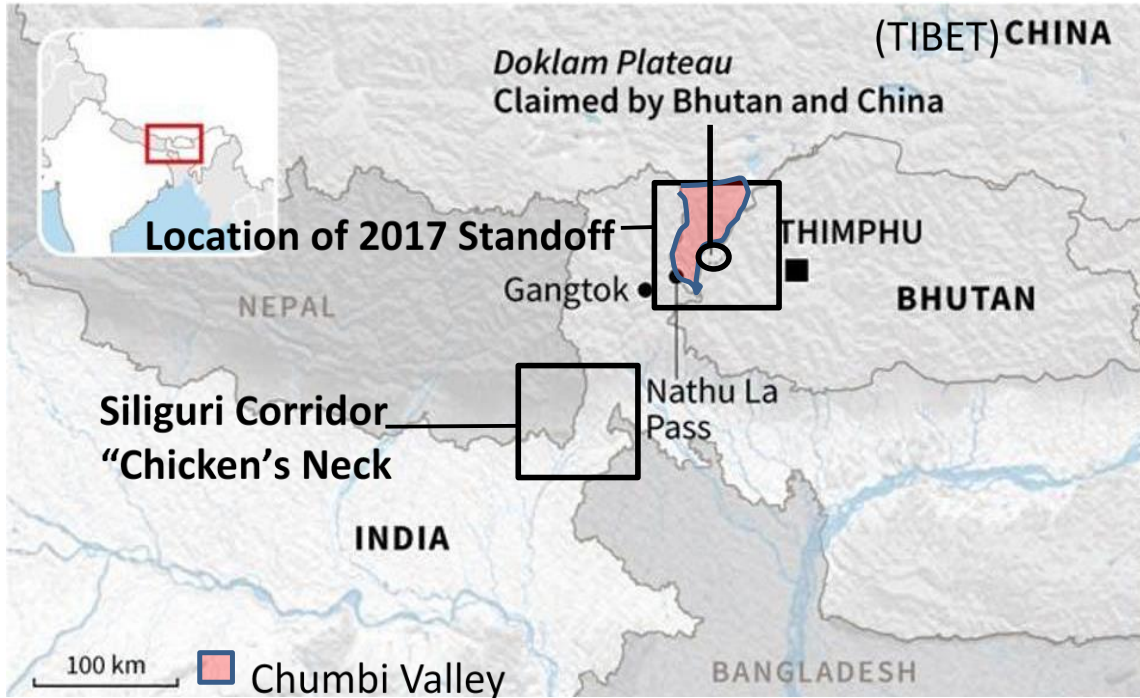 (TIBET) CHINA
Doklam Plateau
Claimed by Bhutan and China
Location of 2017 Standoff
THIMPHU
Gangtok
BHUTAN
NEPAL
Nathu La
Pass
Siliguri Corridor
“Chicken’s Neck
INDIA
100 km
Chumbi Valley
BANGLADESH